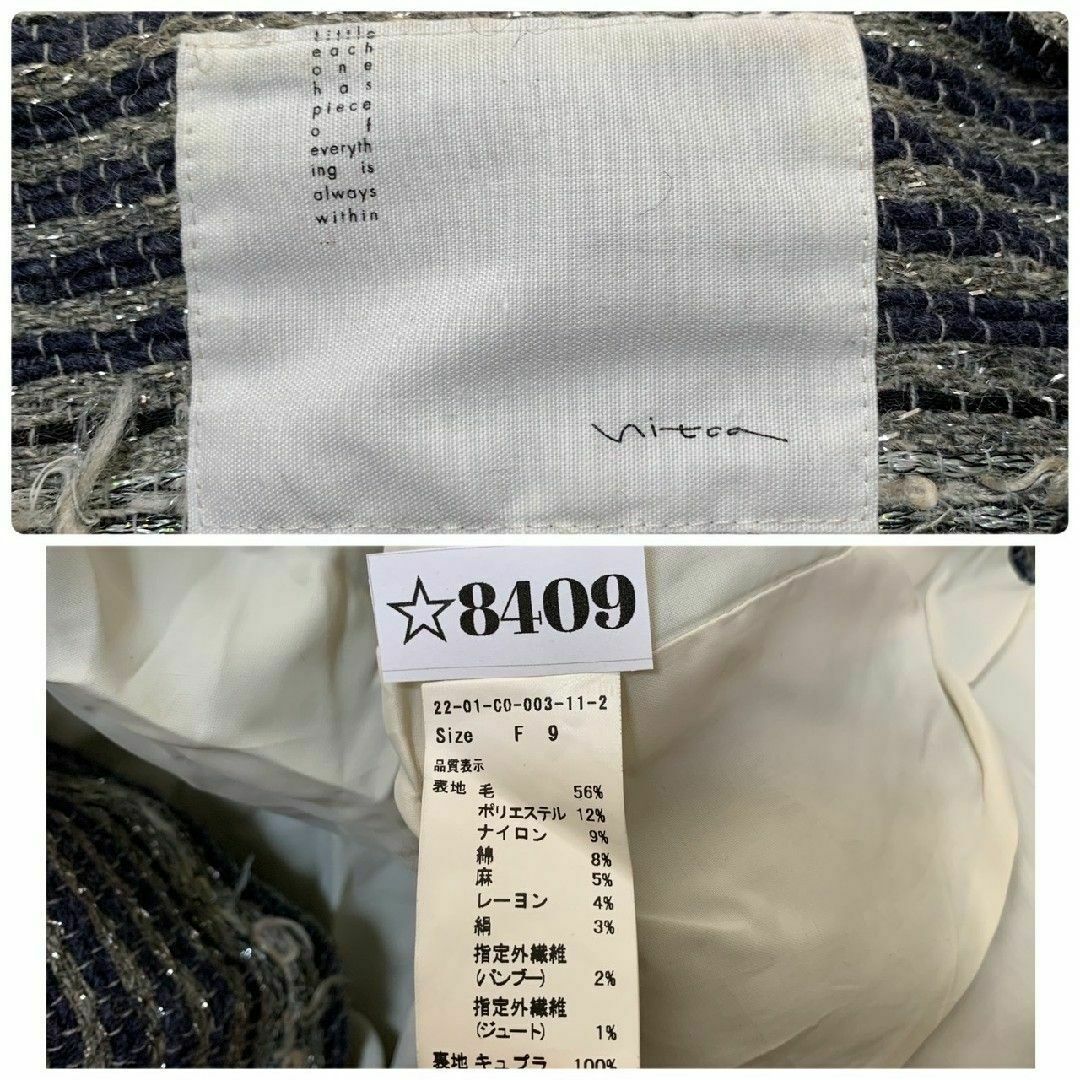 little
each
one
has
piece
of
everyth
ing is
always
within
...
nitca
☆8409
22-01-CO-003-11-2
Size F 9
品質表示
表地 毛 56%
ポリエステル 12%
ナイロン 9%
綿 8%
麻 5%
レーヨン 4%
絹 3%
指定外繊維
(バンブー) 2%
指定外繊維
(ジュート) 1%
裏地 キュプラ 100%